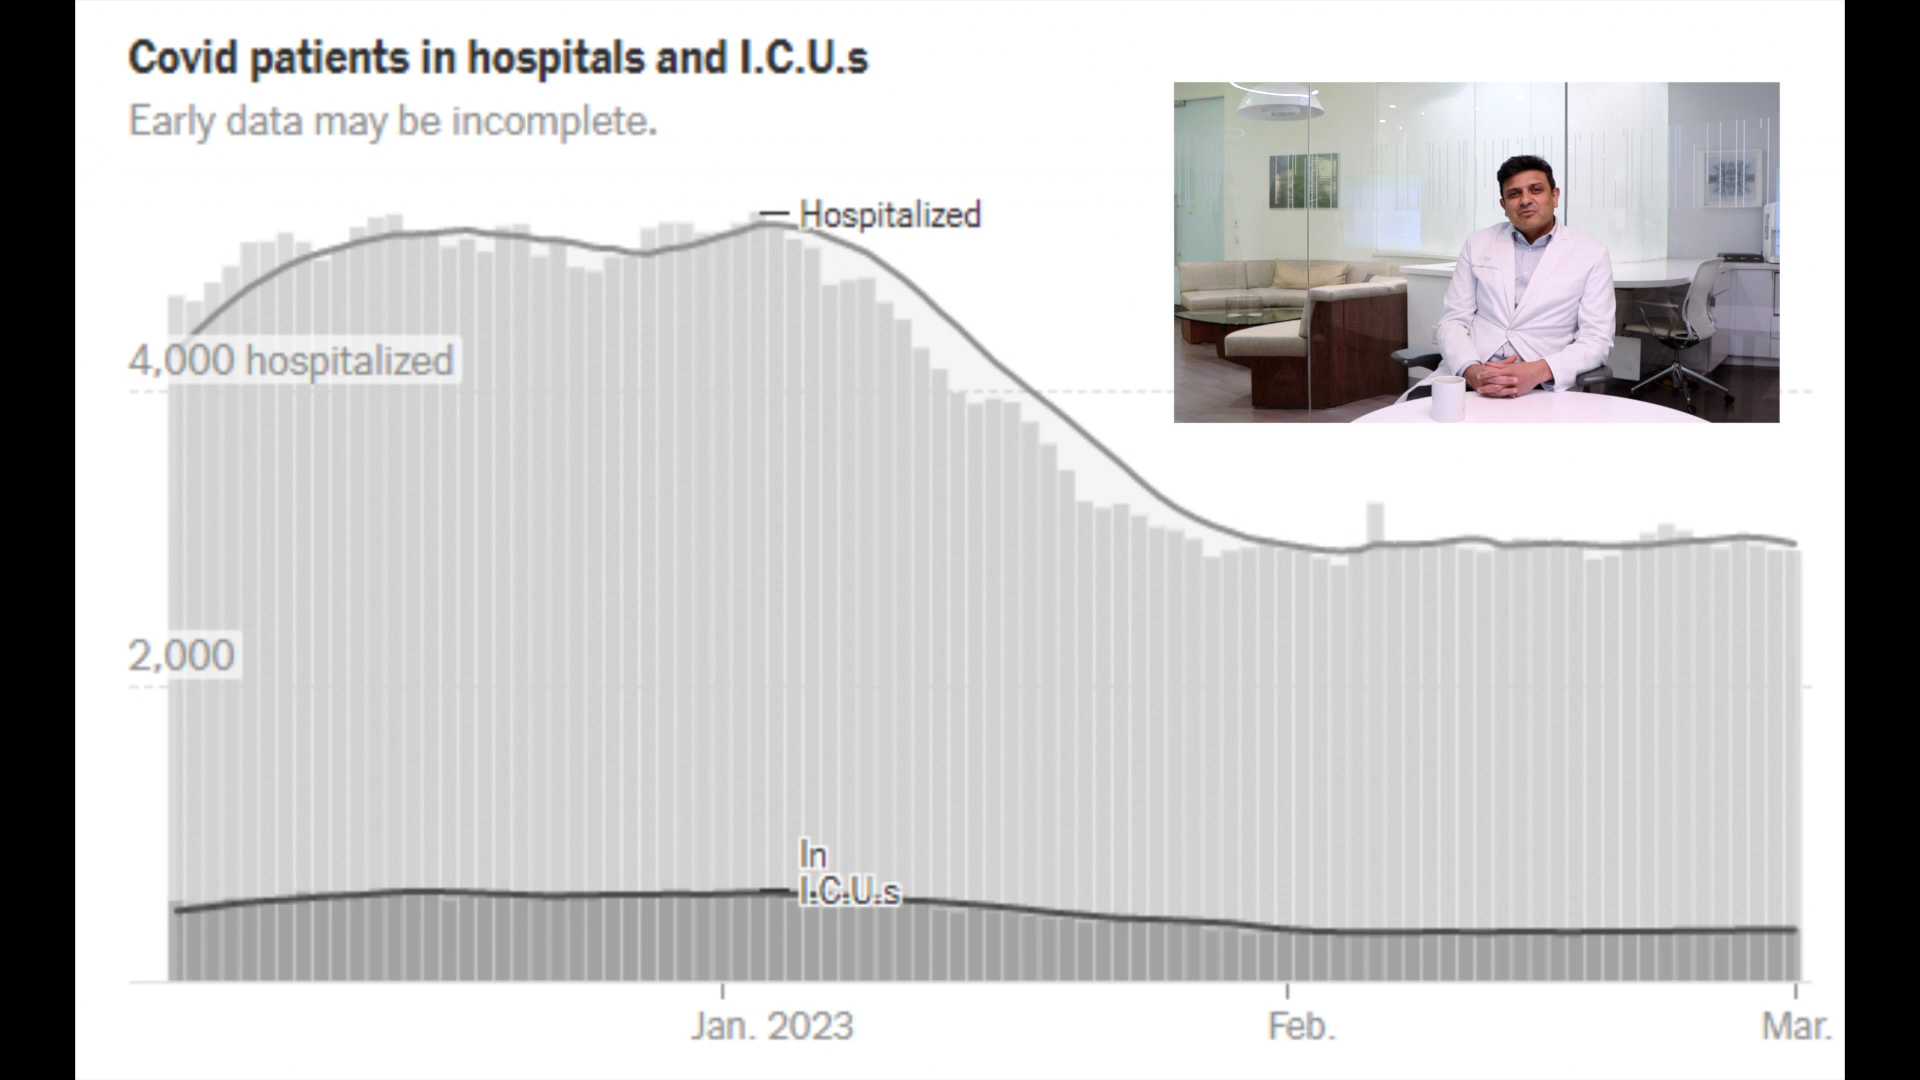 Covid patients in hospitals and I.C.U.s
Early data may be incomplete.
Hospitalized
4,000 hospitalized
2,000
In
I.C.U.s
Jan. 2023
Feb.
Mar.